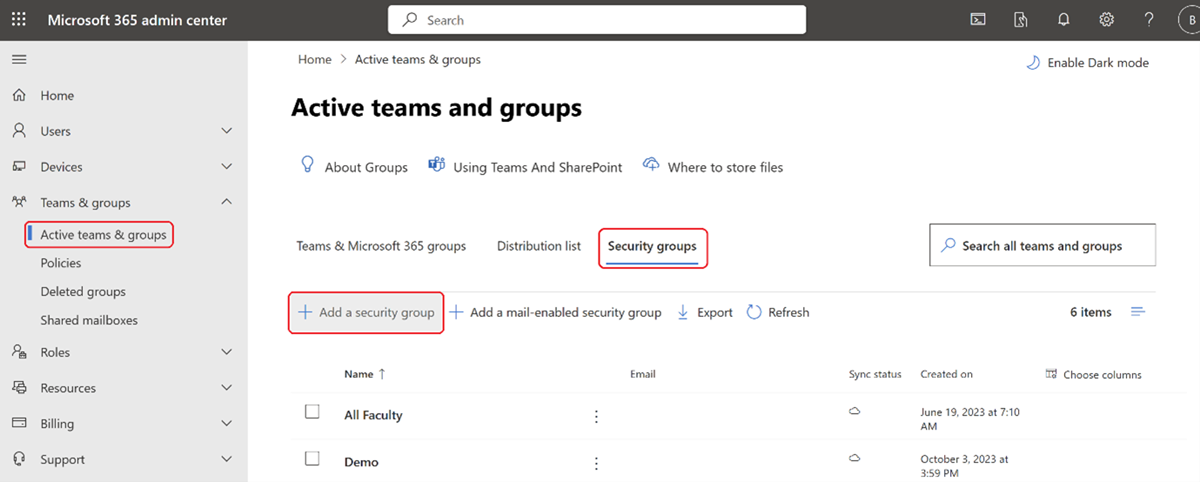 Microsoft 365 admin center
Search
B
Home > Active teams & groups
Enable Dark mode
Home
Users
Devices
Teams & groups
Active teams & groups
Policies
Deleted groups
Shared mailboxes
Roles
Resources
Billing
Support
Active teams and groups
About Groups
Using Teams And SharePoint
Where to store files
Teams & Microsoft 365 groups
Distribution list
Security groups
Search all teams and groups
Add a security group
Add a mail-enabled security group
Export
Refresh
6 items
Name ↑
Email
Sync status
Created on
Choose columns
All Faculty
June 19, 2023 at 7:10
AM
Demo
October 3, 2023 at
3:59 PM